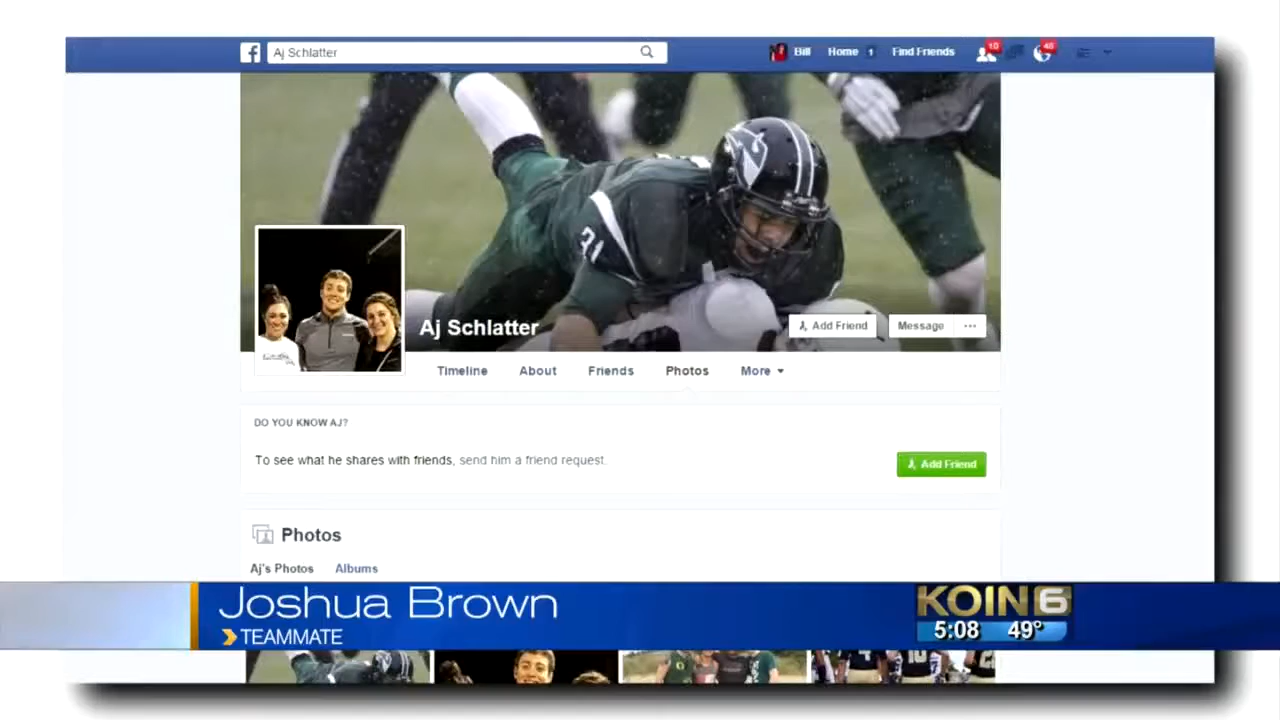 Aj Schlatter
Bill
Home 1
Find Friends
10
48
31
Aj Schlatter
Add Friend
Message
Timeline
About
Friends
Photos
More
DO YOU KNOW AJ?
To see what he shares with friends, send him a friend request.
Add Friend
Photos
Aj's Photos
Albums
Joshua Brown
TEAMMATE
KOIN 6
5:08 49°